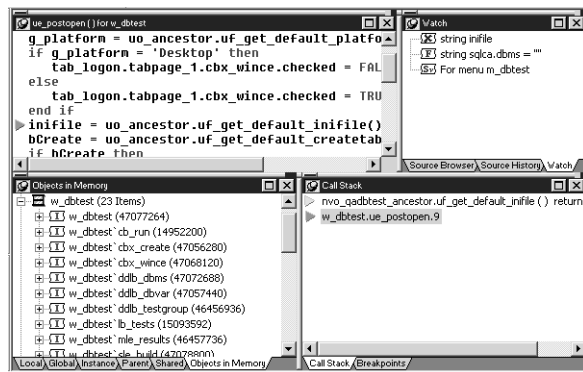 ue_postopen ( ) for w_dbtest
g_platform = uo_ancestor.uf_get_default_platfo
if g_platform = 'Desktop' then
tab_logon.tabpage_1.cbx_wince.checked = FAL
else
tab_logon.tabpage_1.cbx_wince.checked = TRU
end if
inifile = uo_ancestor.uf_get_default_inifile()
bCreate = uo_ancestor.uf_get_default_createtab
if bCreate then
Watch
string inifile
string sqlca.dbms = ""
For menu m_dbtest
Source Browser Source History Watch
Objects in Memory
w_dbtest (23 Items)
w_dbtest (47077264)
w_dbtest`cb_run (14952200)
w_dbtest`cbx_create (47056280)
w_dbtest`cbx_wince (47068120)
w_dbtest`ddlb_dbms (47072688)
w_dbtest`ddlb_dbvar (47057440)
w_dbtest`ddlb_testgroup (46456936)
w_dbtest`lb_tests (15093592)
w_dbtest`mle_results (46457736)
w_dbtest`sle_build (47078800)
Local Global Instance Parent Shared Objects in Memory
Call Stack
nvo_qadbtest_ancestor.uf_get_default_inifile ( ) return
w_dbtest.ue_postopen.9
Call Stack Breakpoints